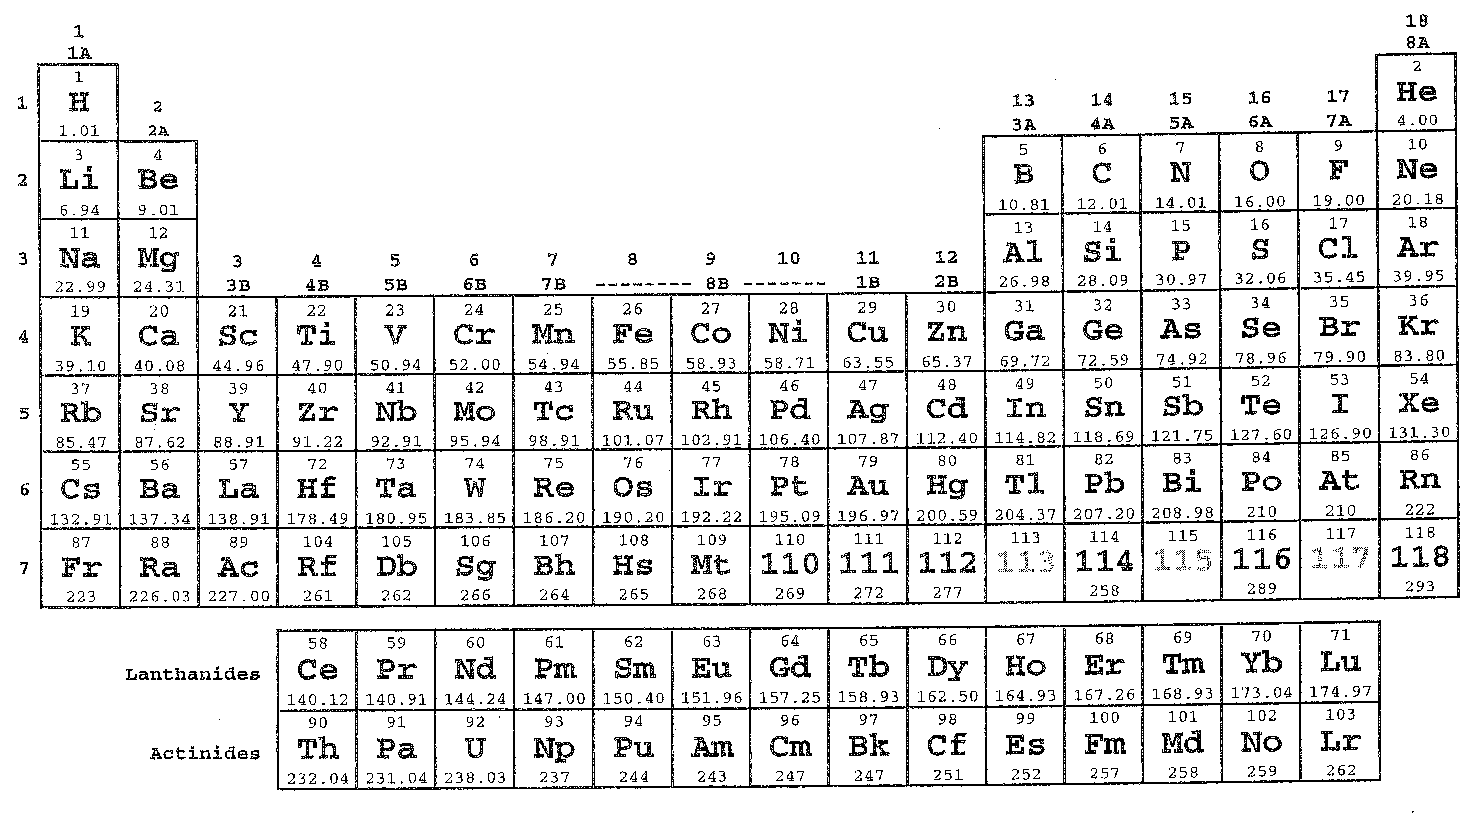 1 18
1A 8A
1 2
1 H 2 13 14 15 16 17 He
1.01 2A 3A 4A 5A 6A 7A 4.00
3 4 5 6 7 8 9 10
2 Li Be B C N O F Ne
6.94 9.01 10.81 12.01 14.01 16.00 19.00 20.18
11 12 13 14 15 16 17 18
3 Na Mg 3 4 5 6 7 8 9 10 11 12 Al Si P S Cl Ar
22.99 24.31 3B 4B 5B 6B 7B -------- 8B ------- 1B 2B 26.98 28.09 30.97 32.06 35.45 39.95
19 20 21 22 23 24 25 26 27 28 29 30 31 32 33 34 35 36
4 K Ca Sc Ti V Cr Mn Fe Co Ni Cu Zn Ga Ge As Se Br Kr
39.10 40.08 44.96 47.90 50.94 52.00 54.94 55.85 58.93 58.71 63.55 65.37 69.72 72.59 74.92 78.96 79.90 83.80
37 38 39 40 41 42 43 44 45 46 47 48 49 50 51 52 53 54
5 Rb Sr Y Zr Nb Mo Tc Ru Rh Pd Ag Cd In Sn Sb Te I Xe
85.47 87.62 88.91 91.22 92.91 95.94 98.91 101.07 102.91 106.40 107.87 112.40 114.82 118.69 121.75 127.60 126.90 131.30
55 56 57 72 73 74 75 76 77 78 79 80 81 82 83 84 85 86
6 Cs Ba La Hf Ta W Re Os Ir Pt Au Hg Tl Pb Bi Po At Rn
132.91 137.34 138.91 178.49 180.95 183.85 186.20 190.20 192.22 195.09 196.97 200.59 204.37 207.20 208.98 210 210 222
87 88 89 104 105 106 107 108 109 110 111 112 113 114 115 116 117 118
7 Fr Ra Ac Rf Db Sg Bh Hs Mt 110 111 112 113 114 115 116 117 118
223 226.03 227.00 261 262 266 264 265 268 269 272 277 258 289 293
58 59 60 61 62 63 64 65 66 67 68 69 70 71
Lanthanides Ce Pr Nd Pm Sm Eu Gd Tb Dy Ho Er Tm Yb Lu
140.12 140.91 144.24 147.00 150.40 151.96 157.25 158.93 162.50 164.93 167.26 168.93 173.04 174.97
90 91 92 93 94 95 96 97 98 99 100 101 102 103
Actinides Th Pa U Np Pu Am Cm Bk Cf Es Fm Md No Lr
232.04 231.04 238.03 237 244 243 247 247 251 252 257 258 259 262